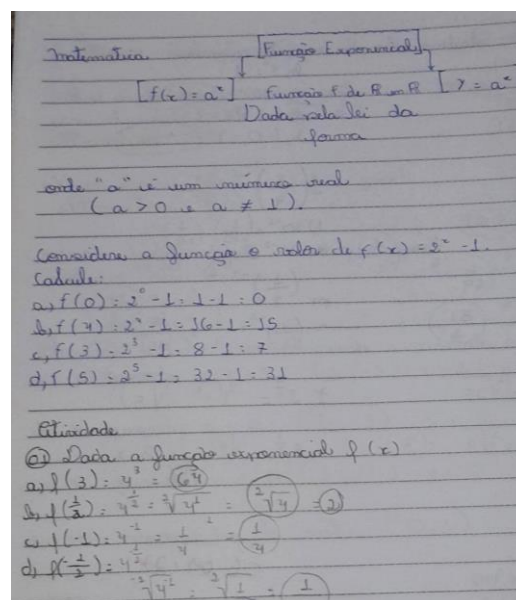 Matemática [Função Exponencial]
[f(x) = aˣ] Função f de R em R [y = aˣ
Dada pela lei da
forma
onde "a" é um número real
(a > 0 e a ≠ 1).
Considere a função o valor de f(x) = 2ˣ - 1.
Calcule:
a, f(0) = 2⁰ - 1 = 1 - 1 = 0
b, f(4) = 2⁴ - 1 = 16 - 1 = 15
c, f(3) = 2³ - 1 = 8 - 1 = 7
d, f(5) = 2⁵ - 1 = 32 - 1 = 31
Atividade
01 Dada a função exponencial f(x)
a, f(3) = 4³ = 64
b, f(1/2) = 4^(1/2) = ²√4¹ = ²√4 = 2
c, f(-1) = 4⁻¹ = 1/4 ¹ = 1/4
d, f(-1/2) = 4